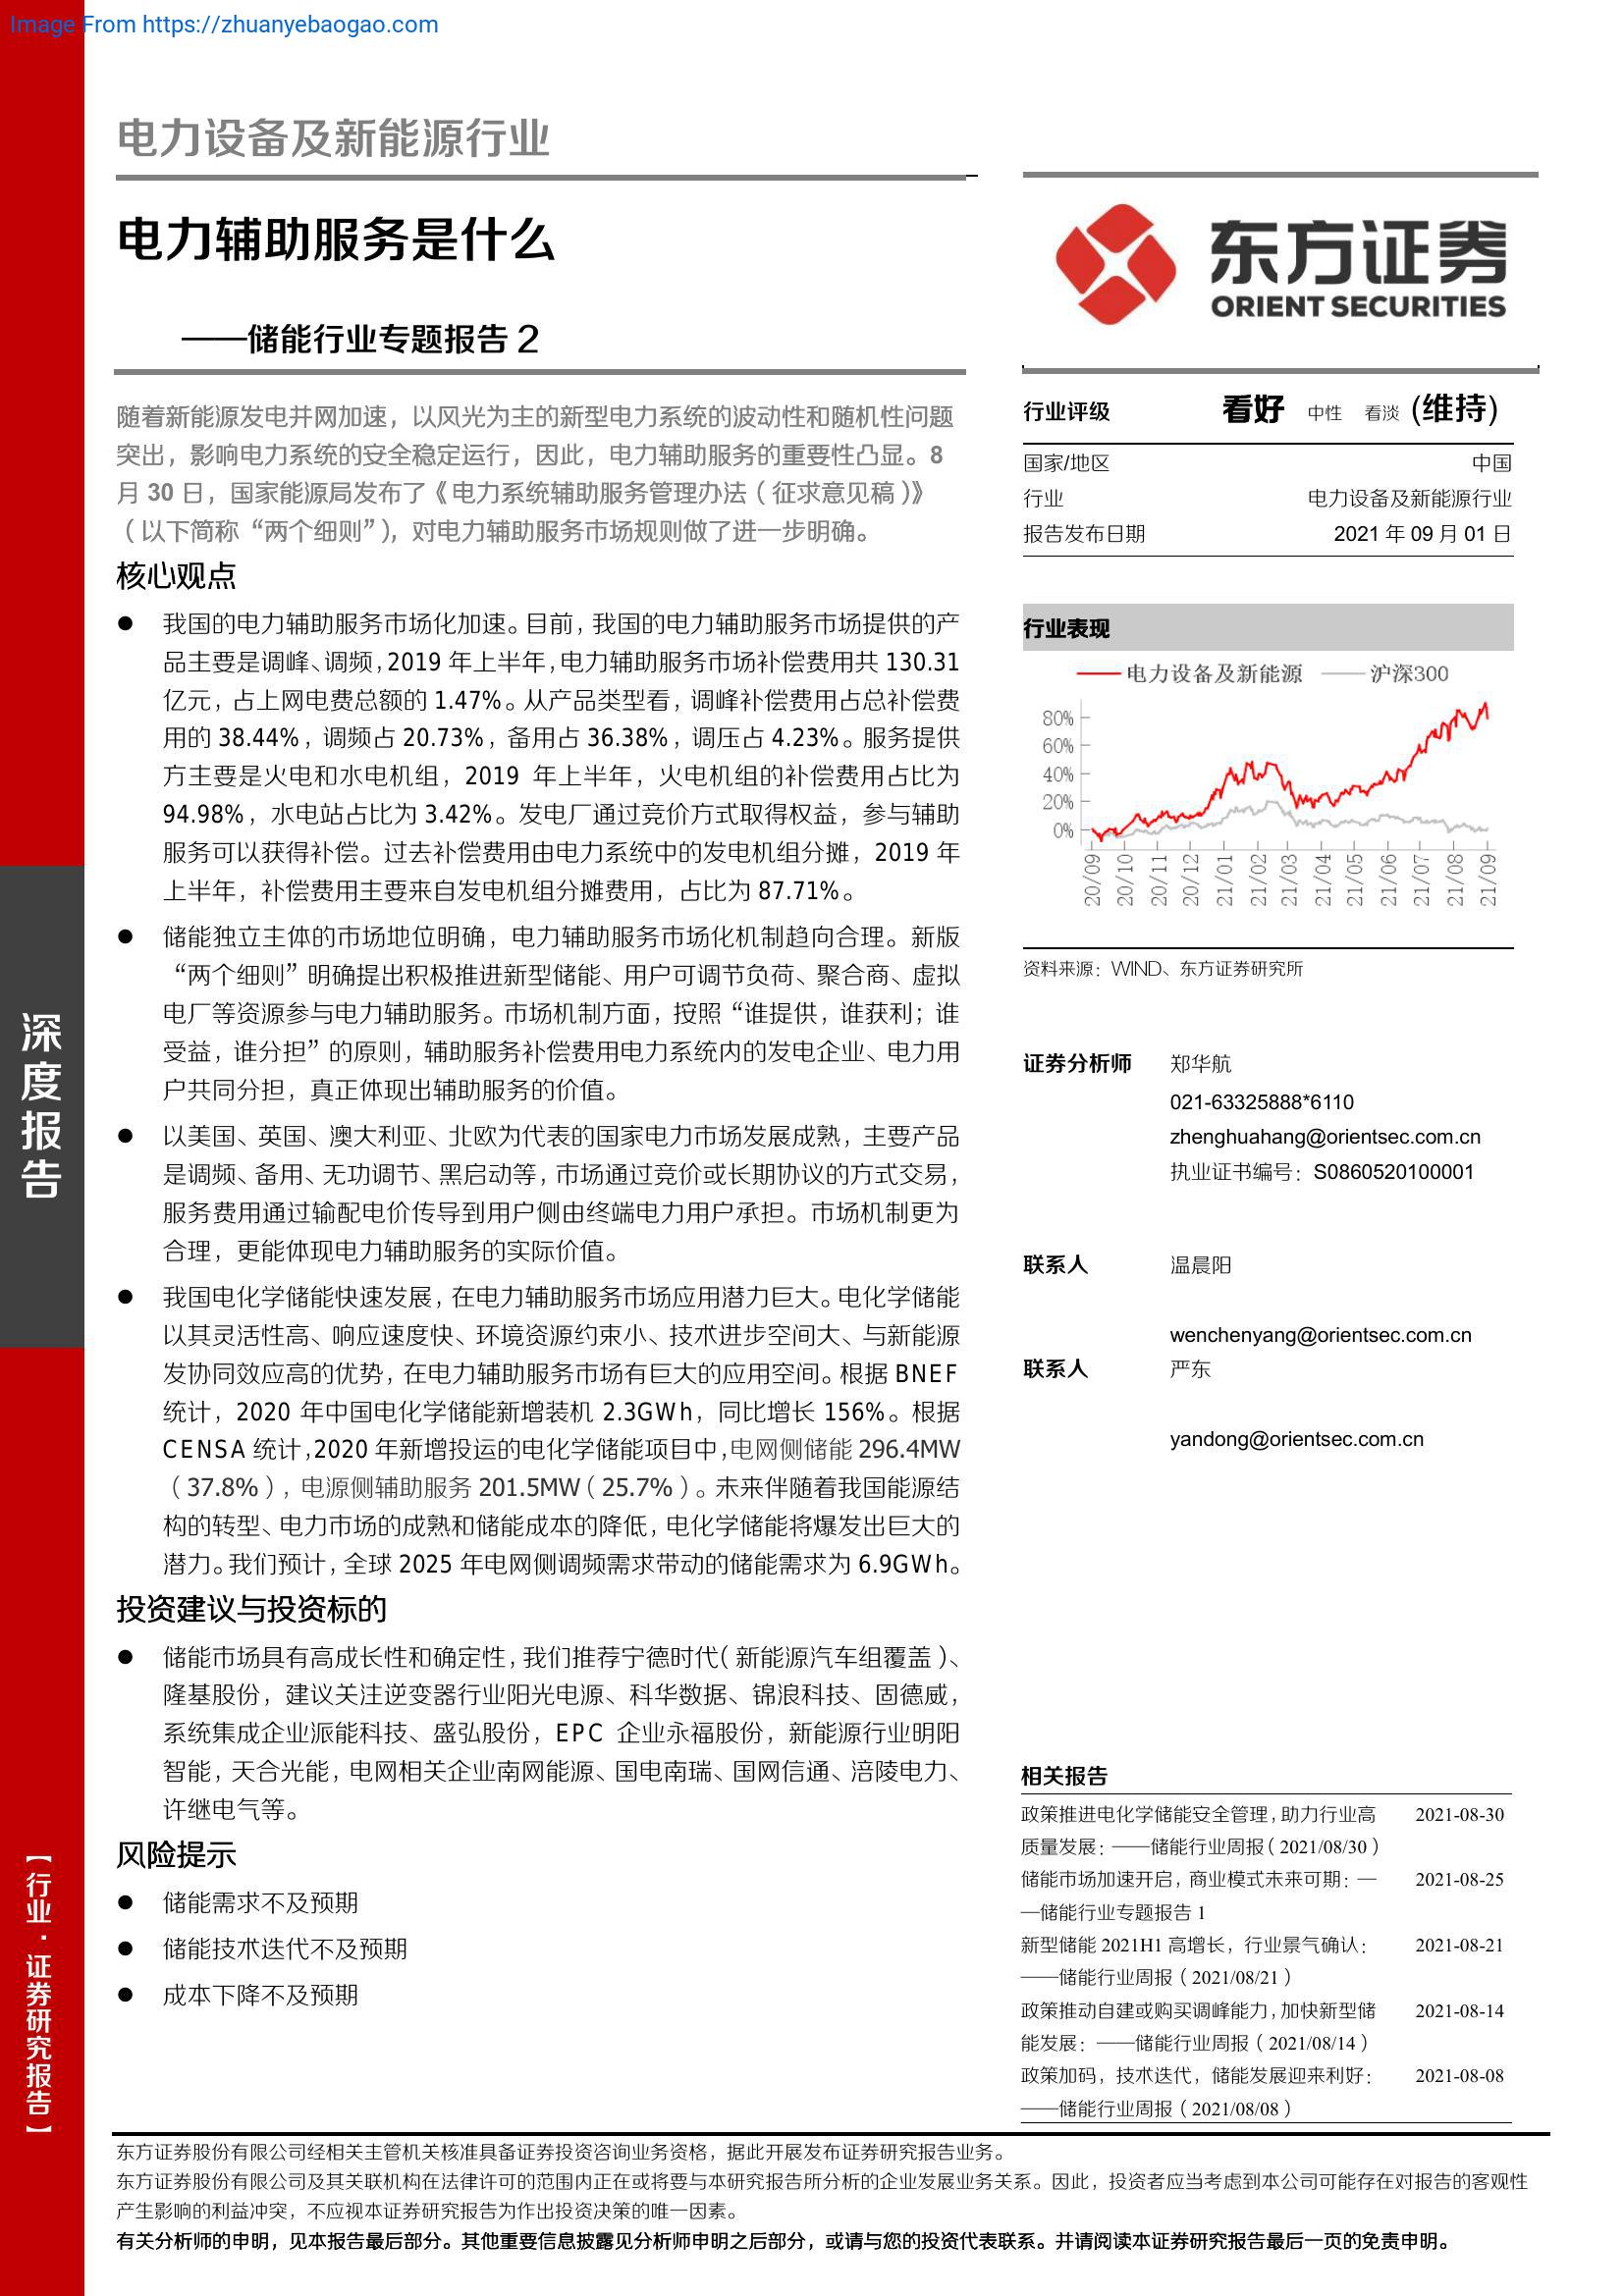 Image From https://zhuanyebaogao.com
电力设备及新能源行业
电力辅助服务是什么
——储能行业专题报告 2
随着新能源发电并网加速，以风光为主的新型电力系统的波动性和随机性问题
突出，影响电力系统的安全稳定运行，因此，电力辅助服务的重要性凸显。8
月 30 日，国家能源局发布了《电力系统辅助服务管理办法（征求意见稿）》
（以下简称“两个细则”），对电力辅助服务市场规则做了进一步明确。
核心观点
● 我国的电力辅助服务市场化加速。目前，我国的电力辅助服务市场提供的产
品主要是调峰、调频，2019 年上半年，电力辅助服务市场补偿费用共 130.31
亿元，占上网电费总额的 1.47%。从产品类型看，调峰补偿费用占总补偿费
用的 38.44%，调频占 20.73%，备用占 36.38%，调压占 4.23%。服务提供
方主要是火电和水电机组，2019 年上半年，火电机组的补偿费用占比为
94.98%，水电站占比为 3.42%。发电厂通过竞价方式取得权益，参与辅助
服务可以获得补偿。过去补偿费用由电力系统中的发电机组分摊，2019 年
上半年，补偿费用主要来自发电机组分摊费用，占比为 87.71%。
● 储能独立主体的市场地位明确，电力辅助服务市场化机制趋向合理。新版
“两个细则”明确提出积极推进新型储能、用户可调节负荷、聚合商、虚拟
电厂等资源参与电力辅助服务。市场机制方面，按照“谁提供，谁获利；谁
受益，谁分担”的原则，辅助服务补偿费用电力系统内的发电企业、电力用
户共同分担，真正体现出辅助服务的价值。
● 以美国、英国、澳大利亚、北欧为代表的国家电力市场发展成熟，主要产品
是调频、备用、无功调节、黑启动等，市场通过竞价或长期协议的方式交易，
服务费用通过输配电价传导到用户侧由终端电力用户承担。市场机制更为
合理，更能体现电力辅助服务的实际价值。
● 我国电化学储能快速发展，在电力辅助服务市场应用潜力巨大。电化学储能
以其灵活性高、响应速度快、环境资源约束小、技术进步空间大、与新能源
发协同效应高的优势，在电力辅助服务市场有巨大的应用空间。根据 BNEF
统计，2020 年中国电化学储能新增装机 2.3GWh，同比增长 156%。根据
CENSA 统计，2020 年新增投运的电化学储能项目中，电网侧储能 296.4MW
（37.8%），电源侧辅助服务 201.5MW（25.7%）。未来伴随着我国能源结
构的转型、电力市场的成熟和储能成本的降低，电化学储能将爆发出巨大的
潜力。我们预计，全球 2025 年电网侧调频需求带动的储能需求为 6.9GWh。
投资建议与投资标的
● 储能市场具有高成长性和确定性，我们推荐宁德时代（新能源汽车组覆盖）、
隆基股份，建议关注逆变器行业阳光电源、科华数据、锦浪科技、固德威，
系统集成企业派能科技、盛弘股份，EPC 企业永福股份，新能源行业明阳
智能，天合光能，电网相关企业南网能源、国电南瑞、国网信通、涪陵电力、
许继电气等。
风险提示
● 储能需求不及预期
● 储能技术迭代不及预期
● 成本下降不及预期
东方证券
ORIENT SECURITIES
行业评级 看好 中性 看淡 (维持)
国家/地区 中国
行业 电力设备及新能源行业
报告发布日期 2021 年 09 月 01 日
行业表现
电力设备及新能源 沪深300
80%
60%
40%
20%
0%
20/09 20/10 20/11 20/12 21/01 21/02 21/03 21/04 21/05 21/06 21/07 21/08 21/09
资料来源：WIND、东方证券研究所
证券分析师 郑华航
021-63325888*6110
zhenghuahang@orientsec.com.cn
执业证书编号：S0860520100001
联系人 温晨阳
wenchenyang@orientsec.com.cn
联系人 严东
yandong@orientsec.com.cn
相关报告
政策推进电化学储能安全管理，助力行业高 2021-08-30
质量发展：——储能行业周报（2021/08/30）
储能市场加速开启，商业模式未来可期：— 2021-08-25
—储能行业专题报告 1
新型储能 2021H1 高增长，行业景气确认： 2021-08-21
——储能行业周报（2021/08/21）
政策推动自建或购买调峰能力，加快新型储 2021-08-14
能发展：——储能行业周报（2021/08/14）
政策加码，技术迭代，储能发展迎来利好： 2021-08-08
——储能行业周报（2021/08/08）
深度报告
【行业·证券研究报告】
东方证券股份有限公司经相关主管机关核准具备证券投资咨询业务资格，据此开展发布证券研究报告业务。
东方证券股份有限公司及其关联机构在法律许可的范围内正在或将要与本研究报告所分析的企业发展业务关系。因此，投资者应当考虑到本公司可能存在对报告的客观性
产生影响的利益冲突，不应视本证券研究报告为作出投资决策的唯一因素。
有关分析师的申明，见本报告最后部分。其他重要信息披露见分析师申明之后部分，或请与您的投资代表联系。并请阅读本证券研究报告最后一页的免责申明。